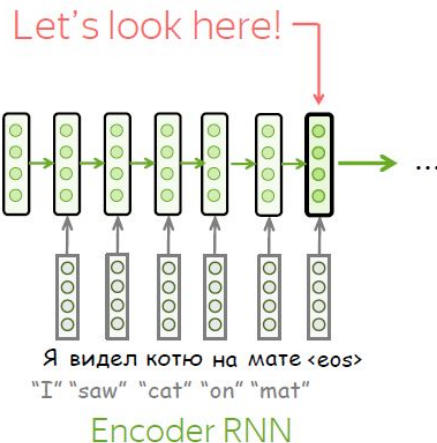 Let's look here!
...
Я видел котю на мате <eos>
"I" "saw" "cat" "on" "mat"
Encoder RNN